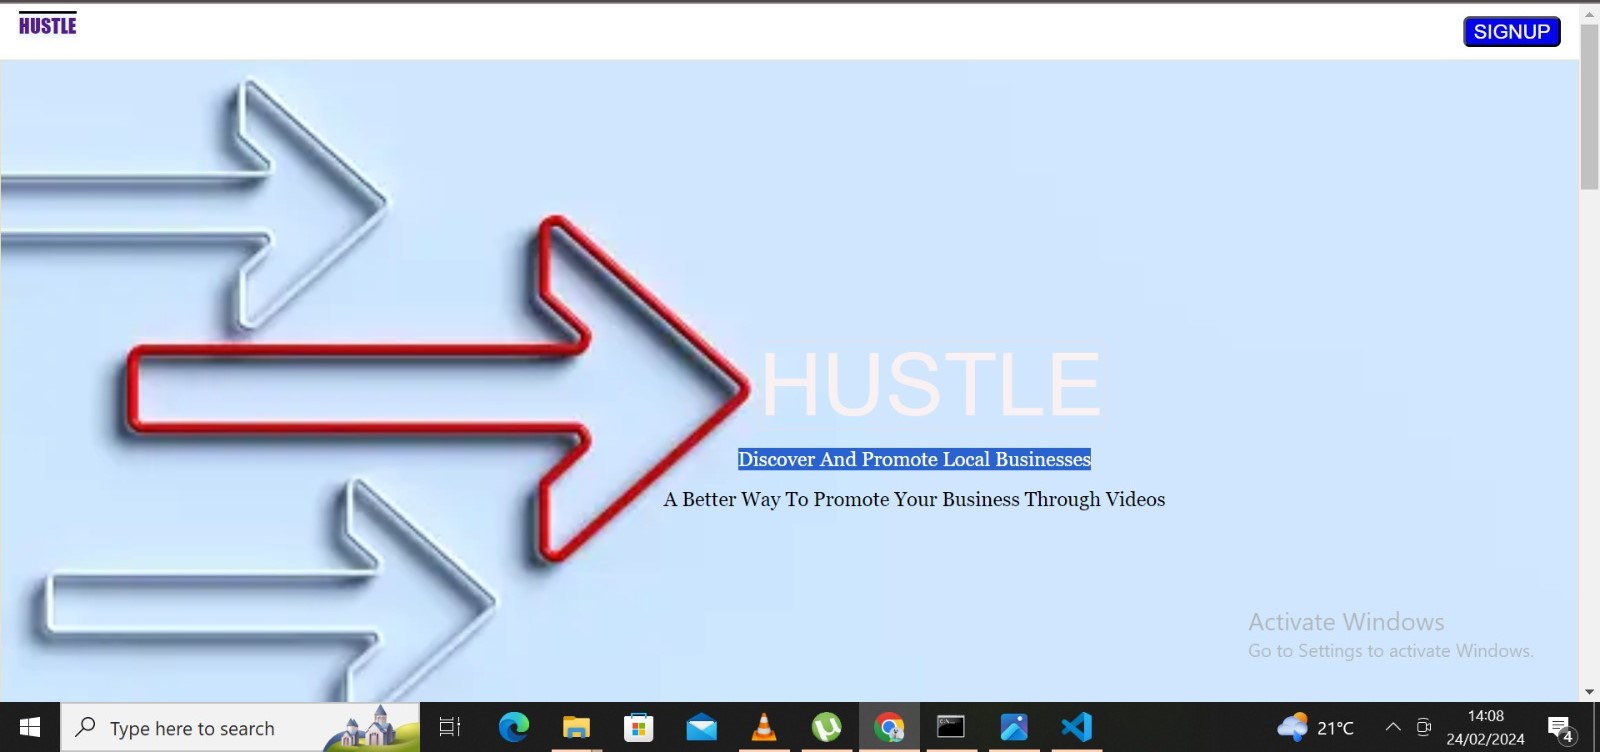 HUSTLE
SIGNUP
HUSTLE
Discover And Promote Local Businesses
A Better Way To Promote Your Business Through Videos
Activate Windows
Go to Settings to activate Windows.
Type here to search
21°C
14:08
24/02/2024
4